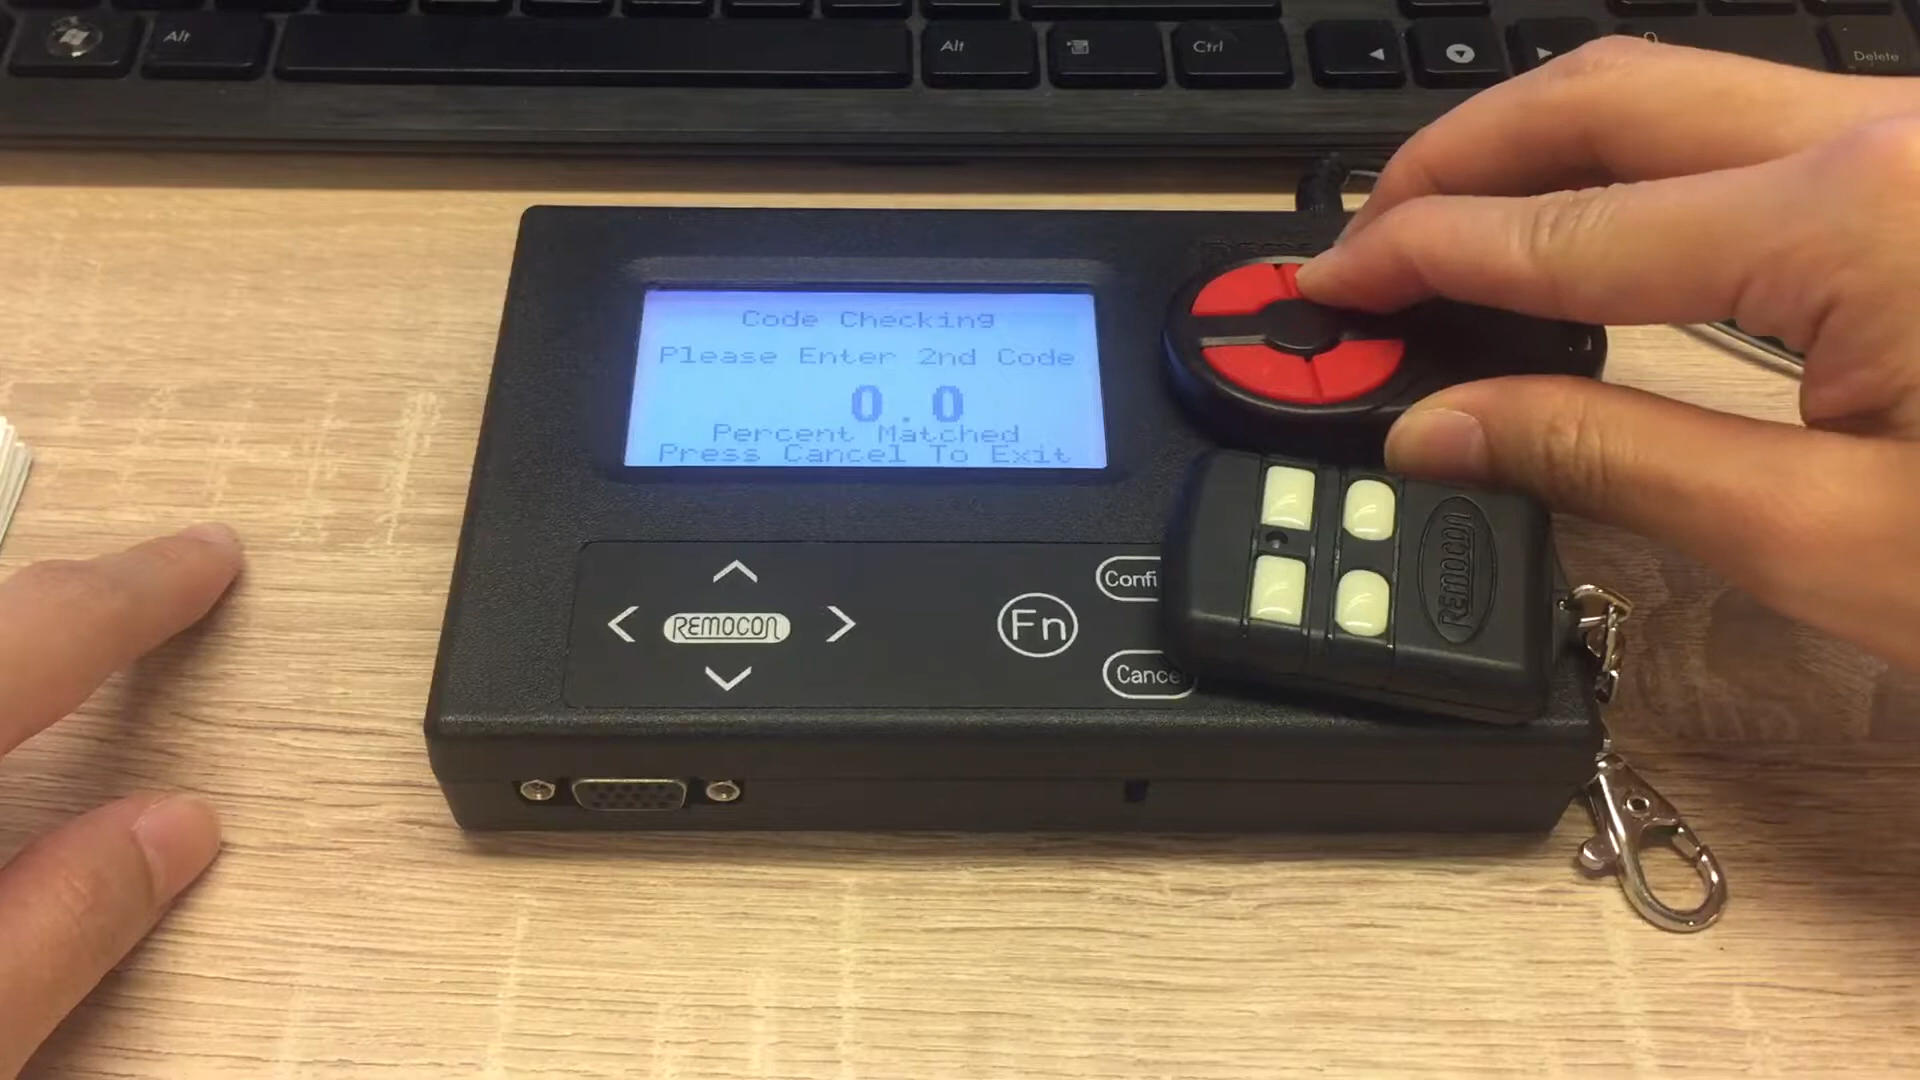 Alt
Alt
Ctrl
Delete
Code Checking
Please Enter 2nd Code
0.0
Percent Matched
Press Cancel To Exit
REMOCON
Fn
Confi
Cance
REMOCON